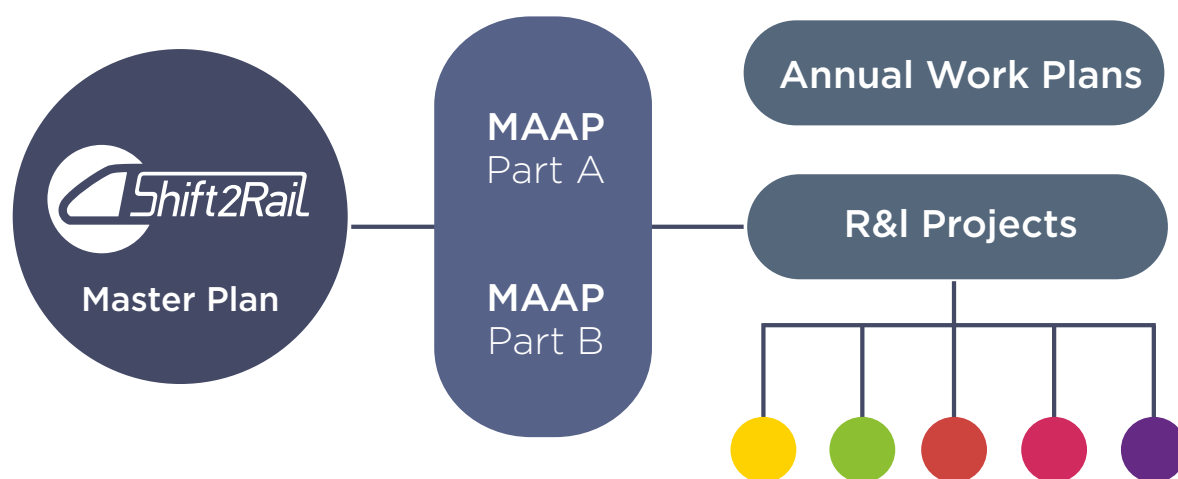 Shift2Rail
Master Plan
MAAP
Part A
MAAP
Part B
Annual Work Plans
R&l Projects